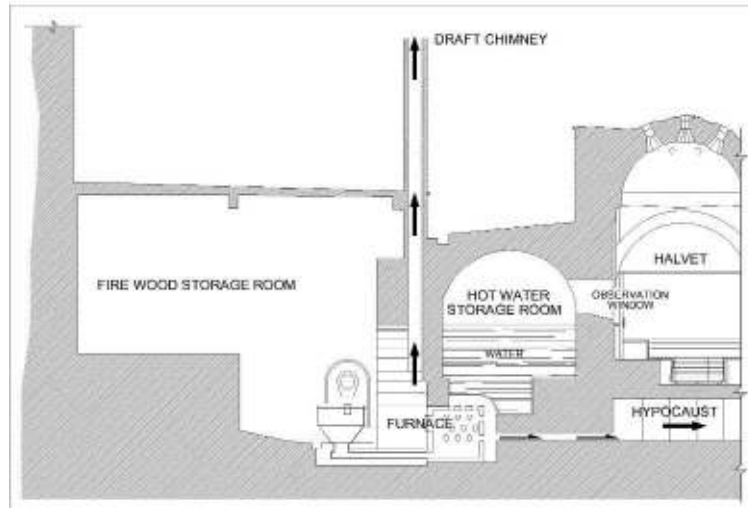 DRAFT CHIMNEY
HALVET
FIRE WOOD STORAGE ROOM
HOT WATER
STORAGE ROOM
OBSERVATION
WINDOW
WATER
FURNACE
HYPOCAUST